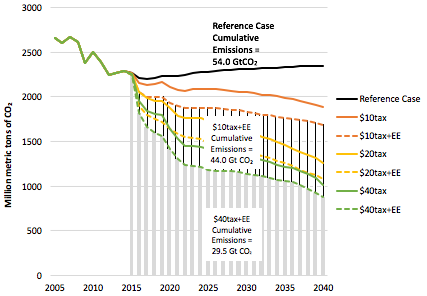 Million metric tons of CO₂
3000
2500
2000
1500
1000
500
0
2005
2010
2015
2020
2025
2030
2035
2040
Reference Case
Cumulative
Emissions =
54.0 GtCO₂
$10tax+EE
Cumulative
Emissions =
44.0 Gt CO₂
$40tax+EE
Cumulative
Emissions =
29.5 Gt CO₂
Reference Case
$10tax
$10tax+EE
$20tax
$20tax+EE
$40tax
$40tax+EE